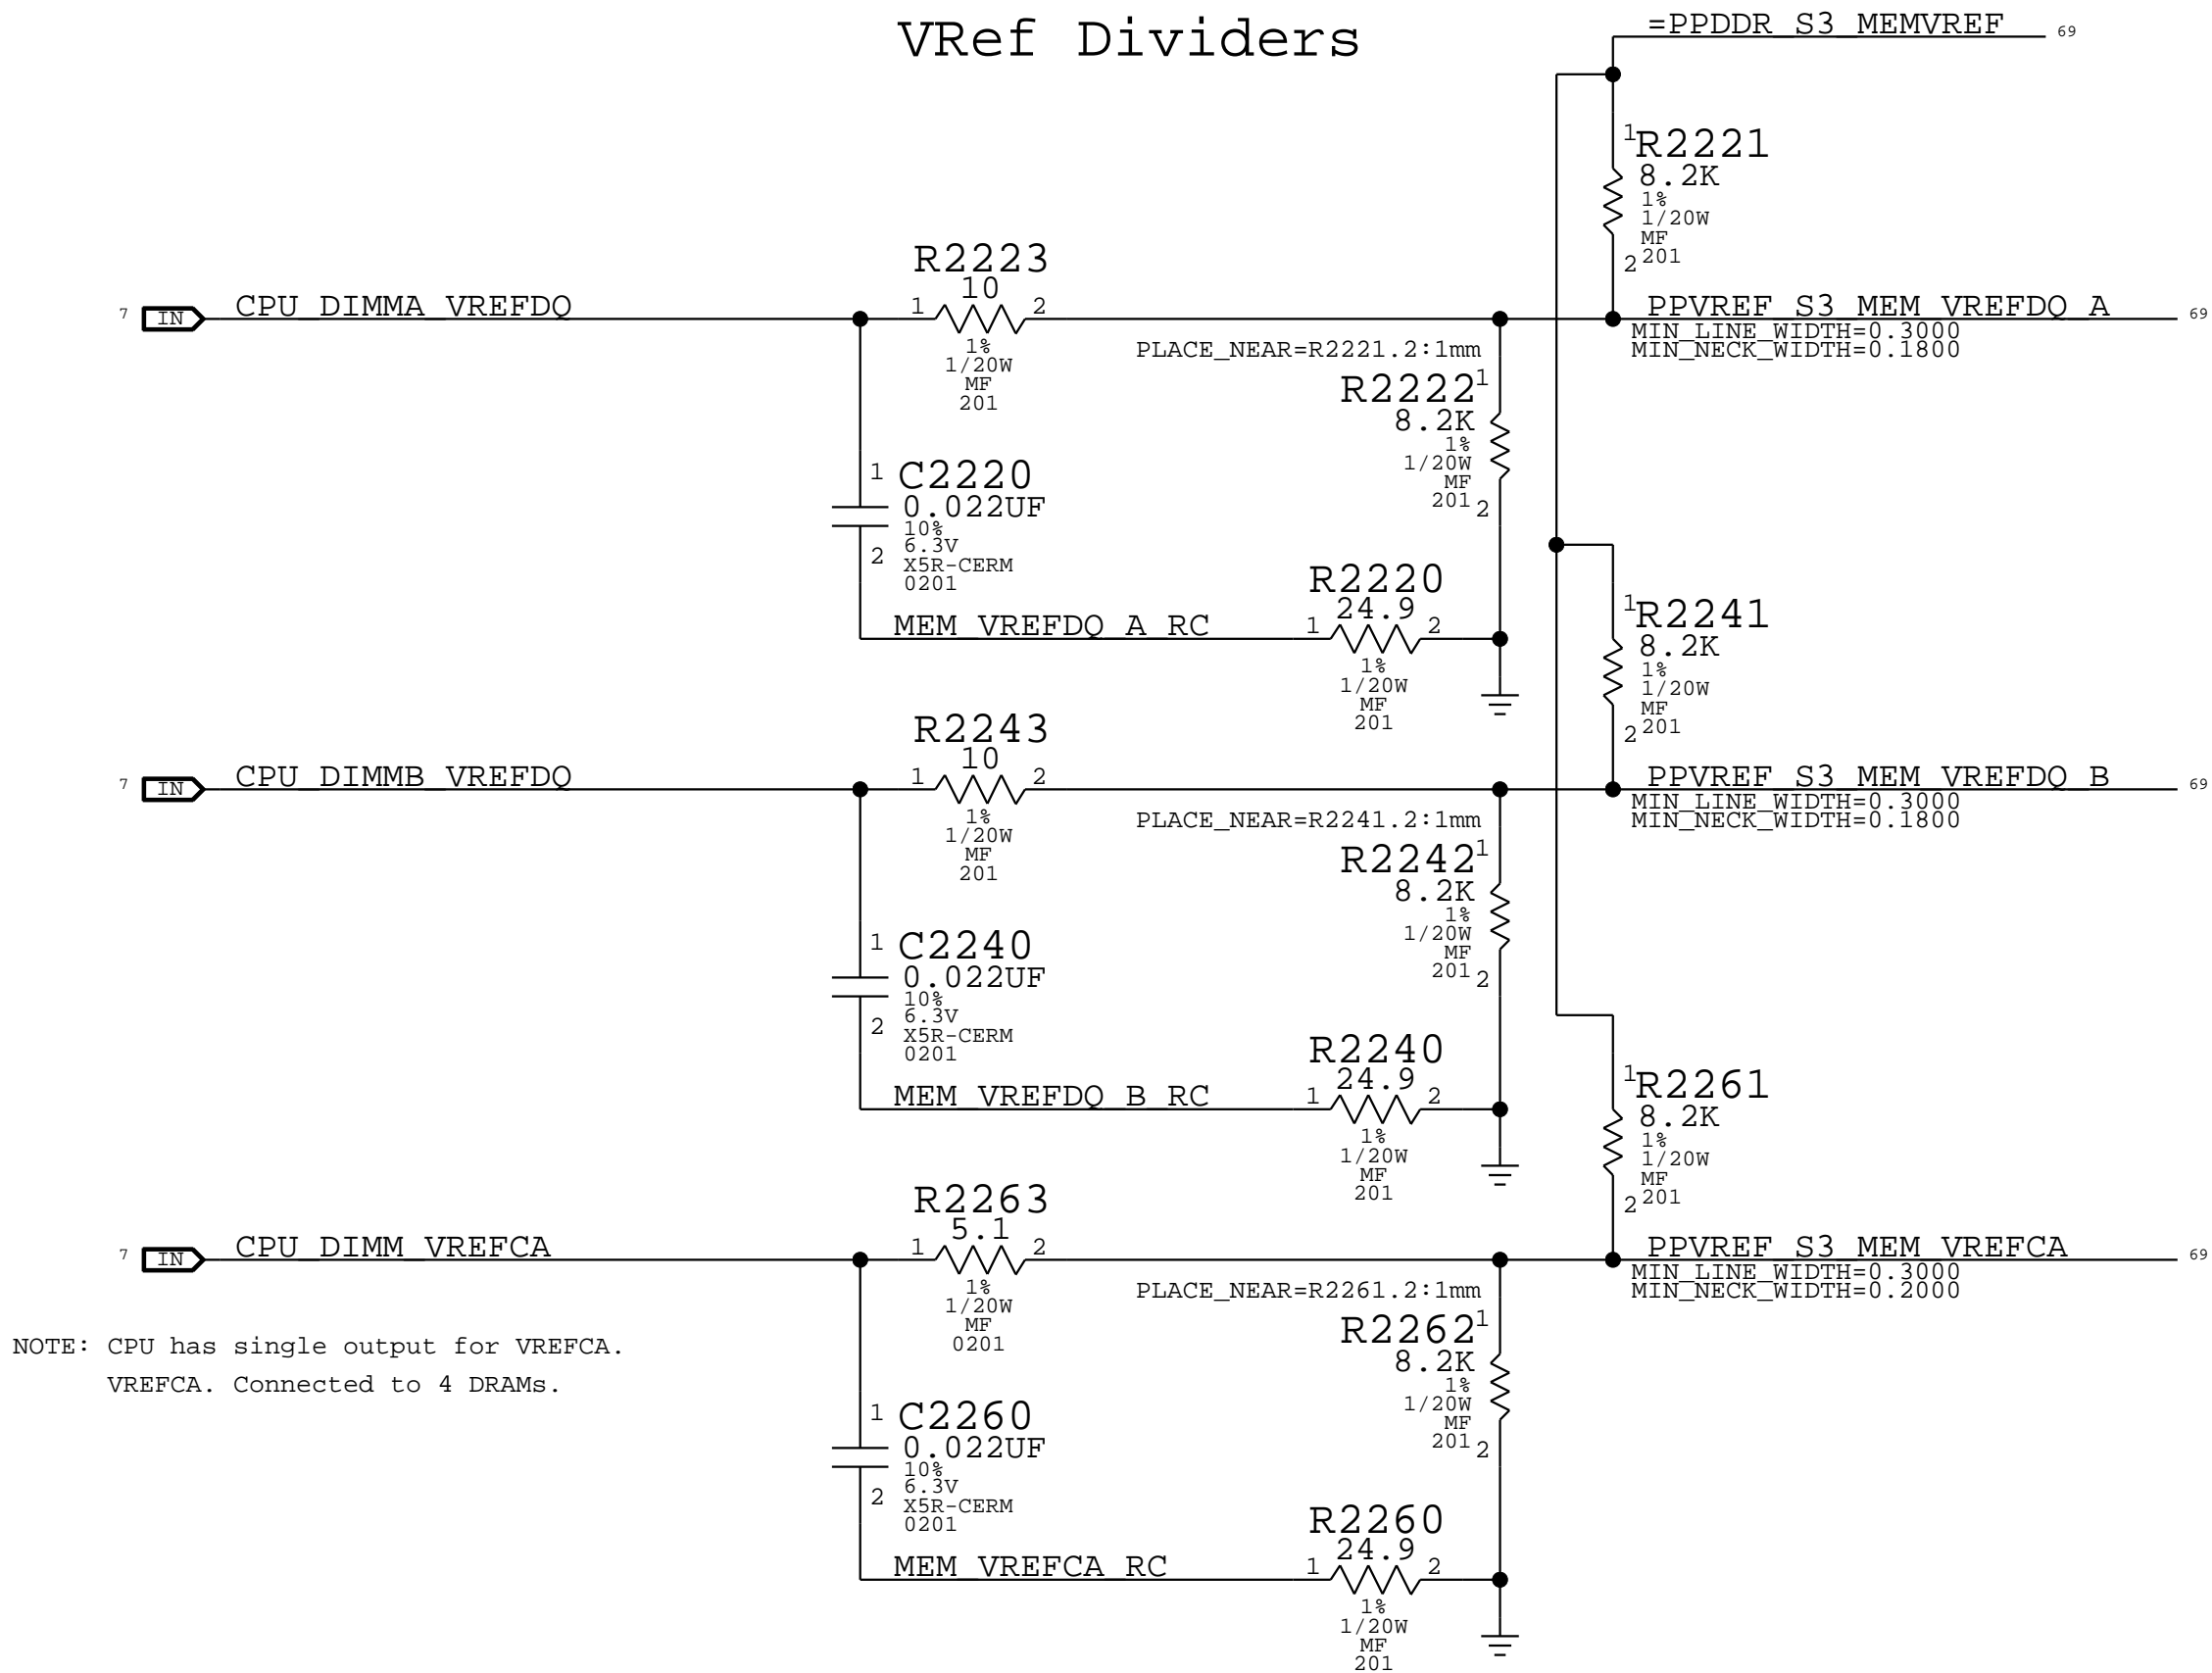 VRef Dividers
=PPDDR_S3_MEMVREF 69
1
R2221
8.2K
1%
1/20W
MF
201
2
R2223
10
7 IN CPU_DIMMA_VREFDQ
1 2
PPVREF_S3_MEM_VREFDQ_A 69
MIN_LINE_WIDTH=0.3000
MIN_NECK_WIDTH=0.1800
1%
1/20W
MF
201
PLACE_NEAR=R2221.2:1mm
R2222
1
8.2K
1%
1/20W
MF
201
2
1
C2220
0.022UF
10%
6.3V
X5R-CERM
0201
2
R2220
24.9
MEM_VREFDQ_A_RC
1 2
1%
1/20W
MF
201
1
R2241
8.2K
1%
1/20W
MF
201
2
R2243
10
7 IN CPU_DIMMB_VREFDQ
1 2
PPVREF_S3_MEM_VREFDQ_B 69
MIN_LINE_WIDTH=0.3000
MIN_NECK_WIDTH=0.1800
1%
1/20W
MF
201
PLACE_NEAR=R2241.2:1mm
R2242
1
8.2K
1%
1/20W
MF
201
2
1
C2240
0.022UF
10%
6.3V
X5R-CERM
0201
2
R2240
24.9
MEM_VREFDQ_B_RC
1 2
1%
1/20W
MF
201
1
R2261
8.2K
1%
1/20W
MF
201
2
R2263
5.1
7 IN CPU_DIMM_VREFCA
1 2
PPVREF_S3_MEM_VREFCA 69
MIN_LINE_WIDTH=0.3000
MIN_NECK_WIDTH=0.2000
1%
1/20W
MF
0201
PLACE_NEAR=R2261.2:1mm
R2262
1
8.2K
1%
1/20W
MF
201
2
NOTE: CPU has single output for VREFCA.
VREFCA. Connected to 4 DRAMs.
1
C2260
0.022UF
10%
6.3V
X5R-CERM
0201
2
R2260
24.9
MEM_VREFCA_RC
1 2
1%
1/20W
MF
201